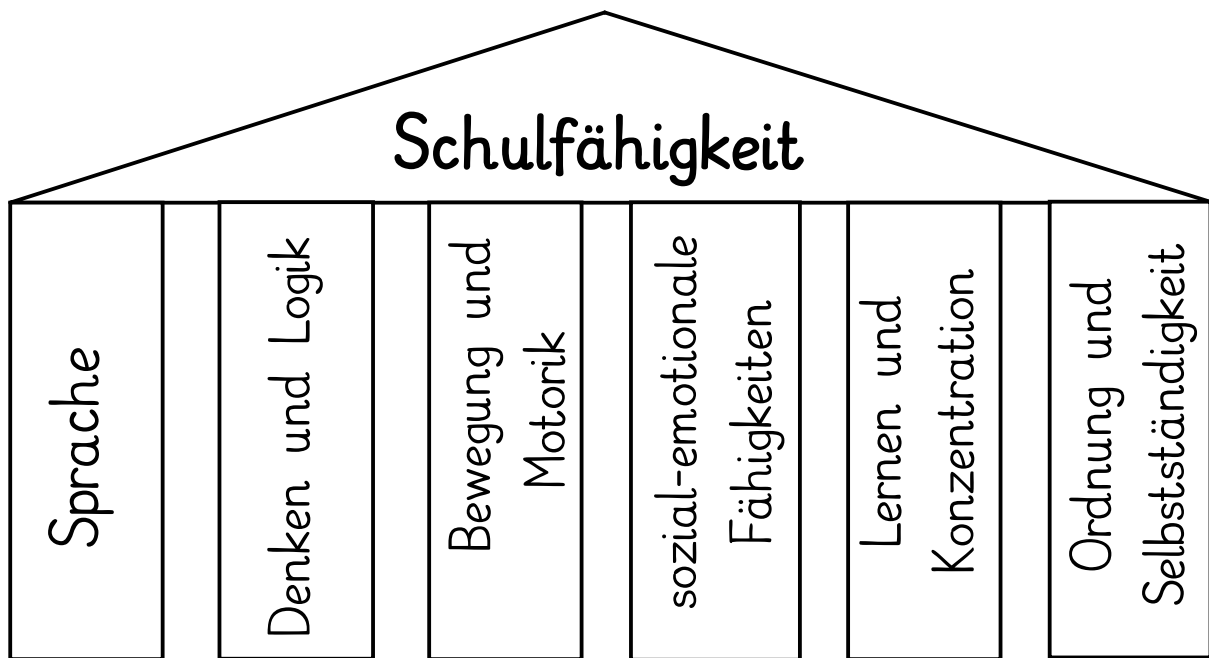 Schulfähigkeit
Sprache
Denken und Logik
Bewegung und
Motorik
sozial-emotionale
Fähigkeiten
Lernen und
Konzentration
Ordnung und
Selbstständigkeit